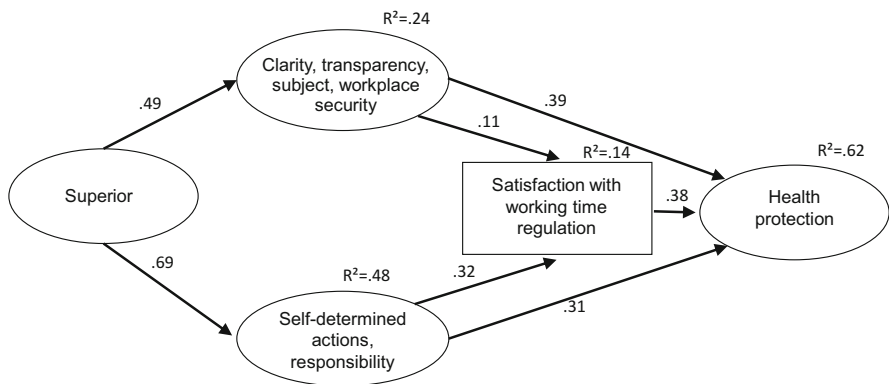 R²=.24
Clarity, transparency,
subject, workplace
security
.49
.39
.11
R²=.14
R²=.62
Superior
Satisfaction with
working time
regulation
.38
Health
protection
.69
R²=.48
.32
.31
Self-determined
actions,
responsibility